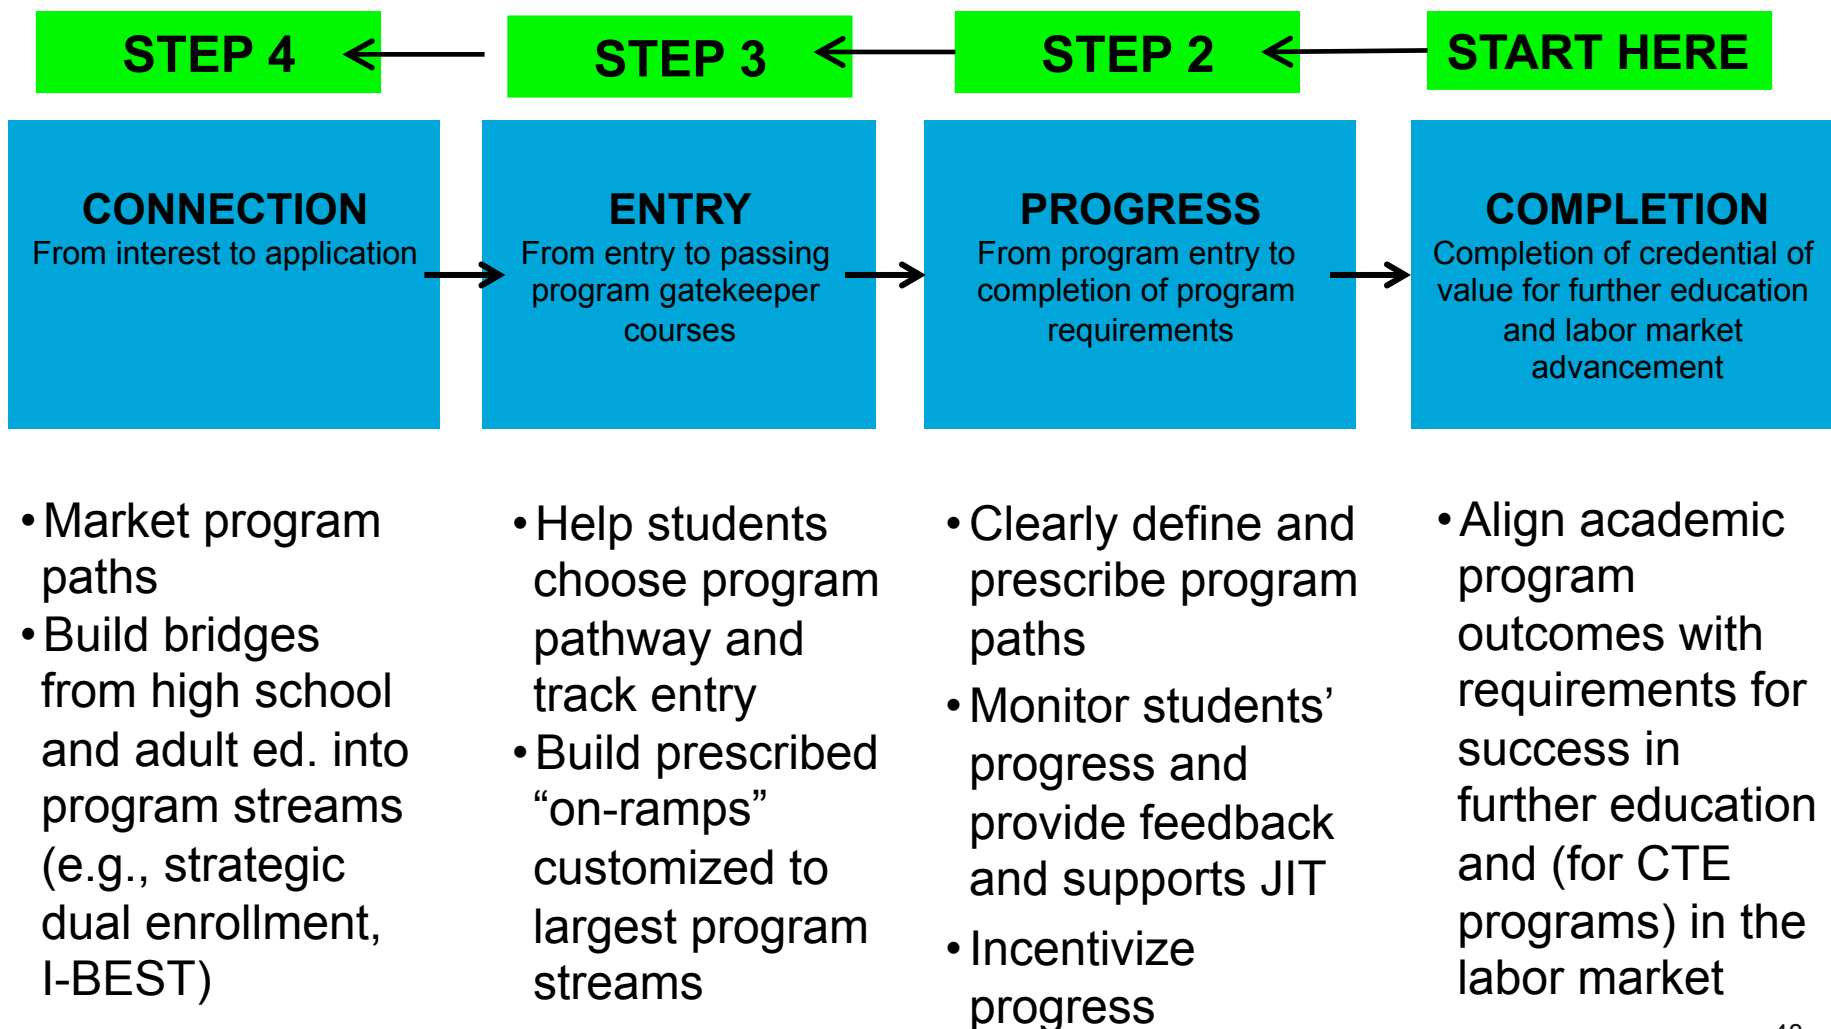 STEP 4
STEP 3
STEP 2
START HERE
CONNECTION
From interest to application
ENTRY
From entry to passing
program gatekeeper
courses
PROGRESS
From program entry to
completion of program
requirements
COMPLETION
Completion of credential of
value for further education
and labor market
advancement
•Market program
paths
•Build bridges
from high school
and adult ed. into
program streams
(e.g., strategic
dual enrollment,
I-BEST)
•Help students
choose program
pathway and
track entry
•Build prescribed
“on-ramps”
customized to
largest program
streams
•Clearly define and
prescribe program
paths
•Monitor students’
progress and
provide feedback
and supports JIT
•Incentivize
progress
•Align academic
program
outcomes with
requirements for
success in
further education
and (for CTE
programs) in the
labor market